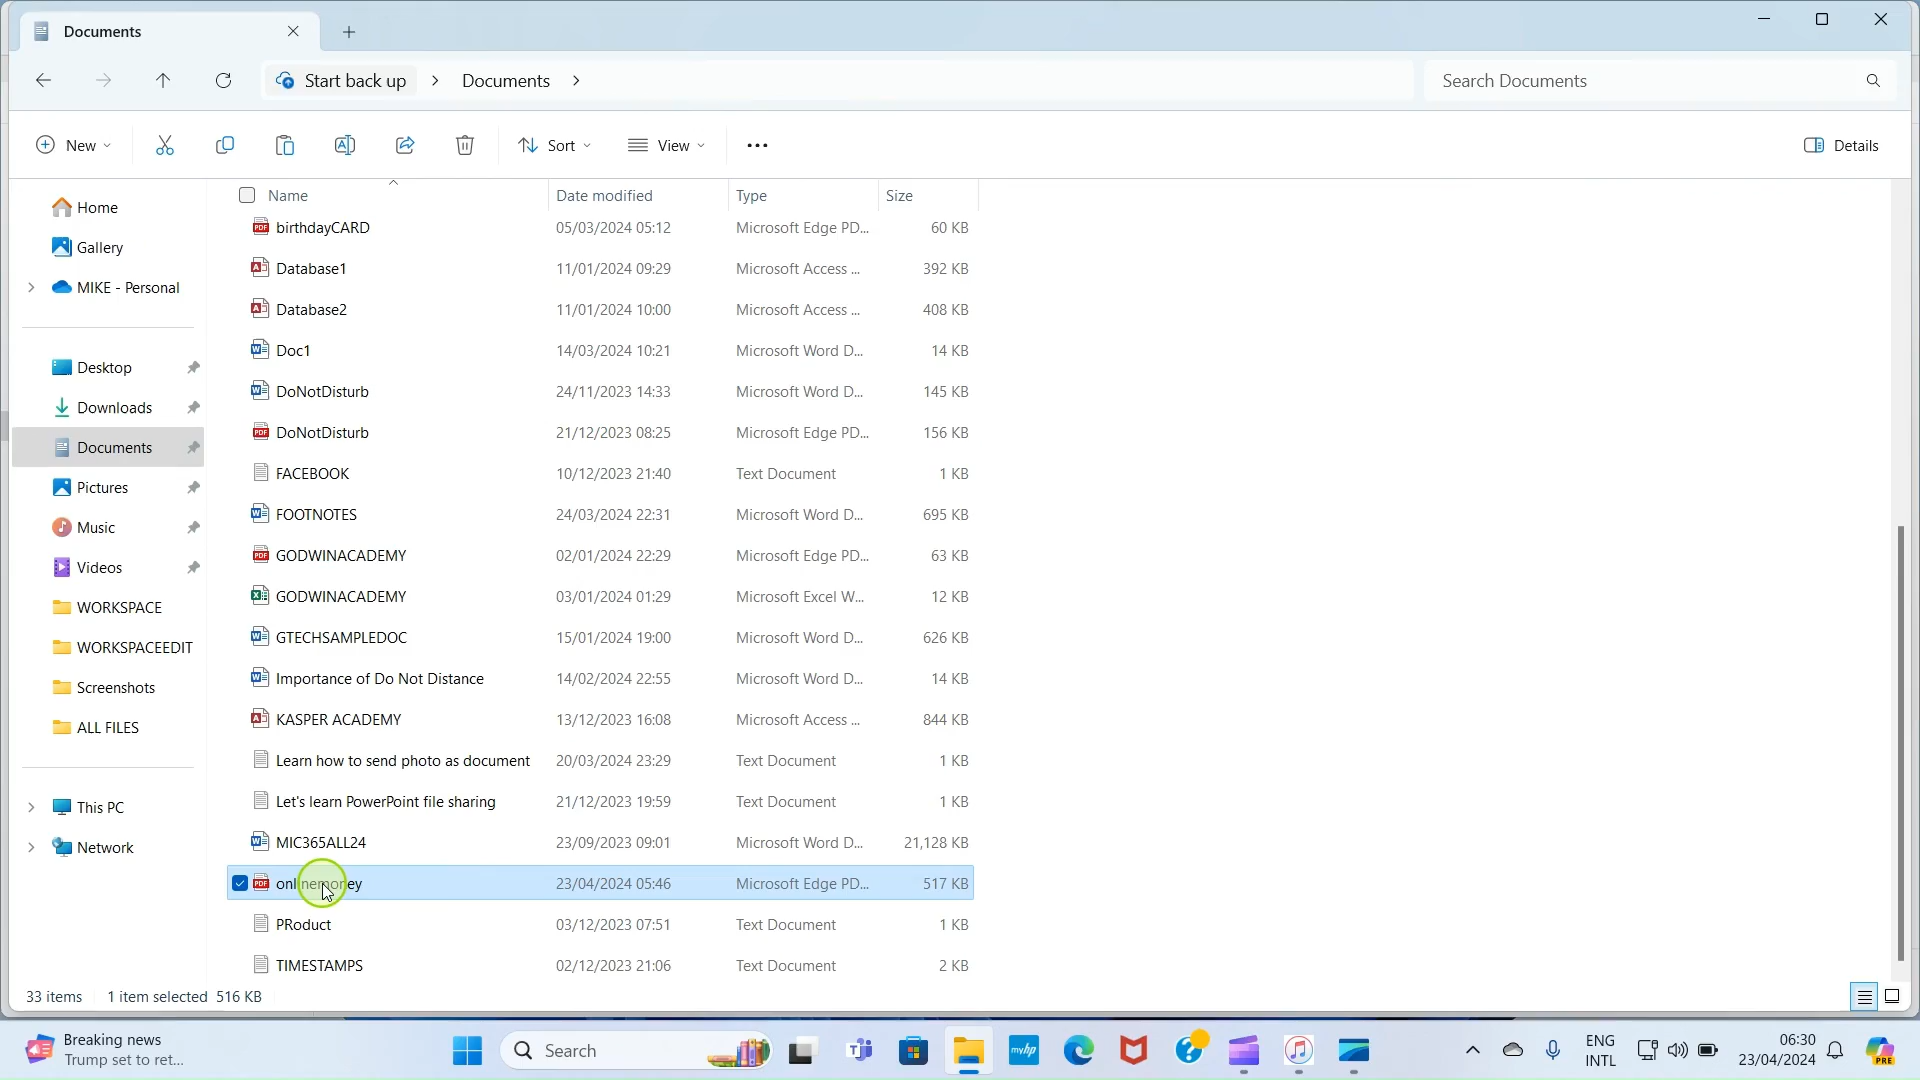 Documents
Start back up > Documents >
Search Documents
New
Sort
View
Details
Name Date modified Type Size
birthdayCARD 05/03/2024 05:12 Microsoft Edge PD... 60 KB
Database1 11/01/2024 09:29 Microsoft Access ... 392 KB
Database2 11/01/2024 10:00 Microsoft Access ... 408 KB
Doc1 14/03/2024 10:21 Microsoft Word D... 14 KB
DoNotDisturb 24/11/2023 14:33 Microsoft Word D... 145 KB
DoNotDisturb 21/12/2023 08:25 Microsoft Edge PD... 156 KB
FACEBOOK 10/12/2023 21:40 Text Document 1 KB
FOOTNOTES 24/03/2024 22:31 Microsoft Word D... 695 KB
GODWINACADEMY 02/01/2024 22:29 Microsoft Edge PD... 63 KB
GODWINACADEMY 03/01/2024 01:29 Microsoft Excel W... 12 KB
GTECHSAMPLEDOC 15/01/2024 19:00 Microsoft Word D... 626 KB
Importance of Do Not Distance 14/02/2024 22:55 Microsoft Word D... 14 KB
KASPER ACADEMY 13/12/2023 16:08 Microsoft Access ... 844 KB
Learn how to send photo as document 20/03/2024 23:29 Text Document 1 KB
Let's learn PowerPoint file sharing 21/12/2023 19:59 Text Document 1 KB
MIC365ALL24 23/09/2023 09:01 Microsoft Word D... 21,128 KB
onlinemoney 23/04/2024 05:46 Microsoft Edge PD... 517 KB
PRoduct 03/12/2023 07:51 Text Document 1 KB
TIMESTAMPS 02/12/2023 21:06 Text Document 2 KB
Home
Gallery
MIKE - Personal
Desktop
Downloads
Documents
Pictures
Music
Videos
WORKSPACE
WORKSPACEEDIT
Screenshots
ALL FILES
This PC
Network
33 items 1 item selected 516 KB
Breaking news
Trump set to ret...
Search
myhp
ENG
INTL
06:30
23/04/2024
PRE